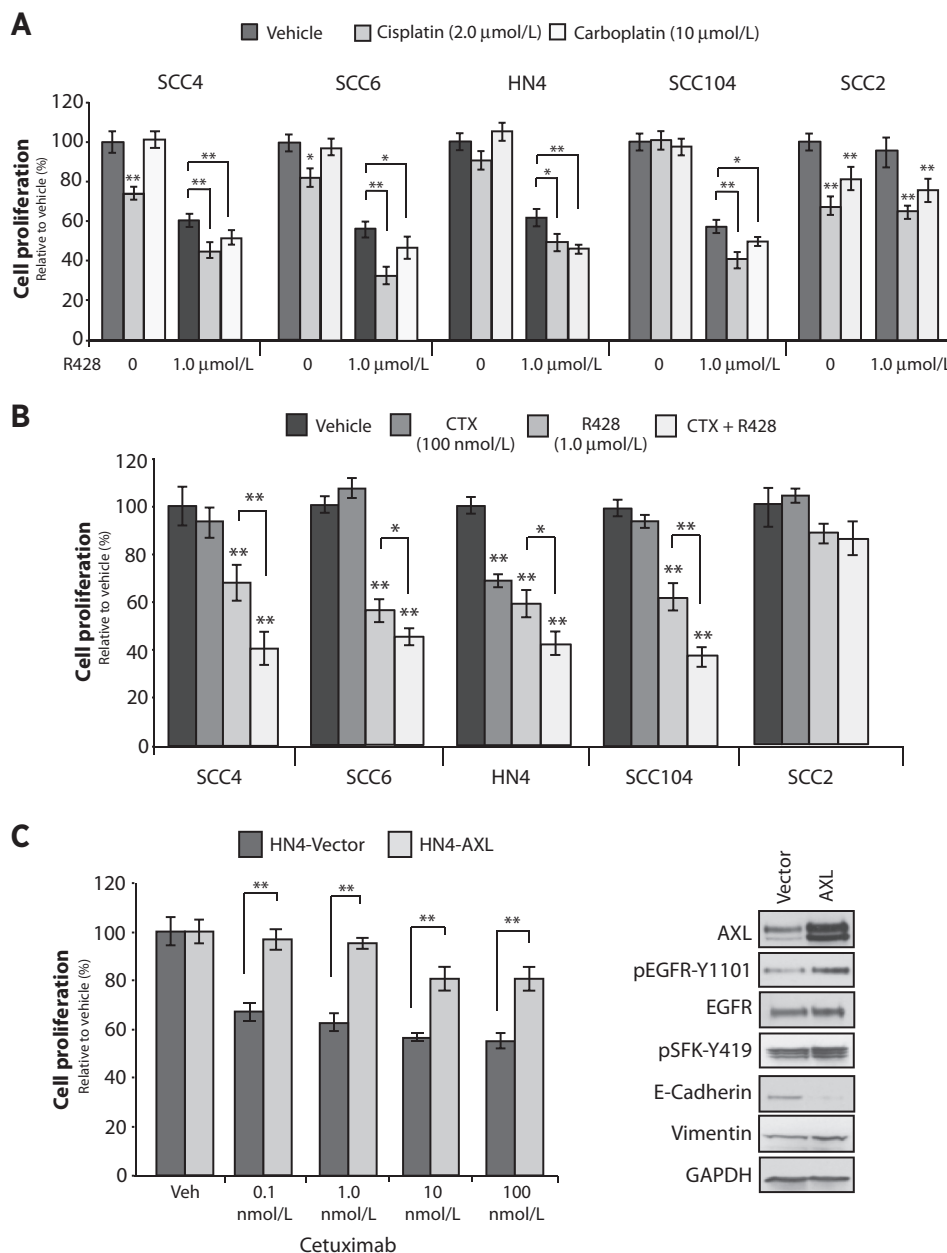 A
Vehicle Cisplatin (2.0 μmol/L) Carboplatin (10 μmol/L)
SCC4 SCC6 HN4 SCC104 SCC2
Cell proliferation
Relative to vehicle (%)
120
100
80
60
40
20
0
** ** ** * ** * * ** ** * ** ** ** **
R428 0 1.0 μmol/L 0 1.0 μmol/L 0 1.0 μmol/L 0 1.0 μmol/L 0 1.0 μmol/L
B
Vehicle CTX (100 nmol/L) R428 (1.0 μmol/L) CTX + R428
Cell proliferation
Relative to vehicle (%)
120
100
80
60
40
20
0
** ** ** ** * ** ** ** * ** ** ** **
SCC4 SCC6 HN4 SCC104 SCC2
C
HN4-Vector HN4-AXL
Cell proliferation
Relative to vehicle (%)
120
100
80
60
40
20
0
** ** ** **
Veh 0.1 1.0 10 100
nmol/L nmol/L nmol/L nmol/L
Cetuximab
Vector AXL
AXL
pEGFR-Y1101
EGFR
pSFK-Y419
E-Cadherin
Vimentin
GAPDH